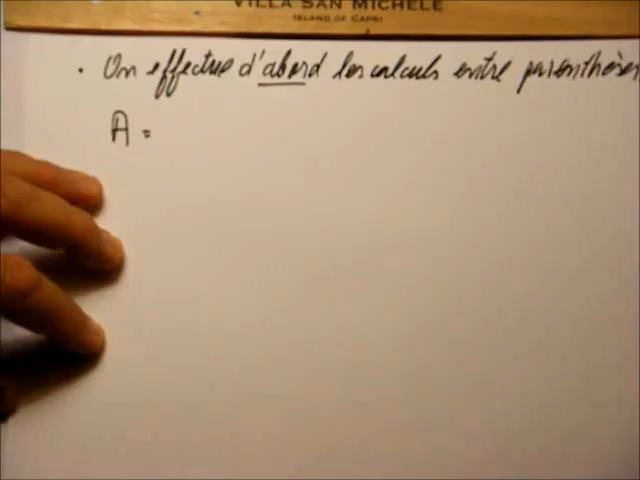 VILLA SAN MICHELE
ISLAND OF CAPRI
. On effectue d'abord les calculs entre parenthèses
A =